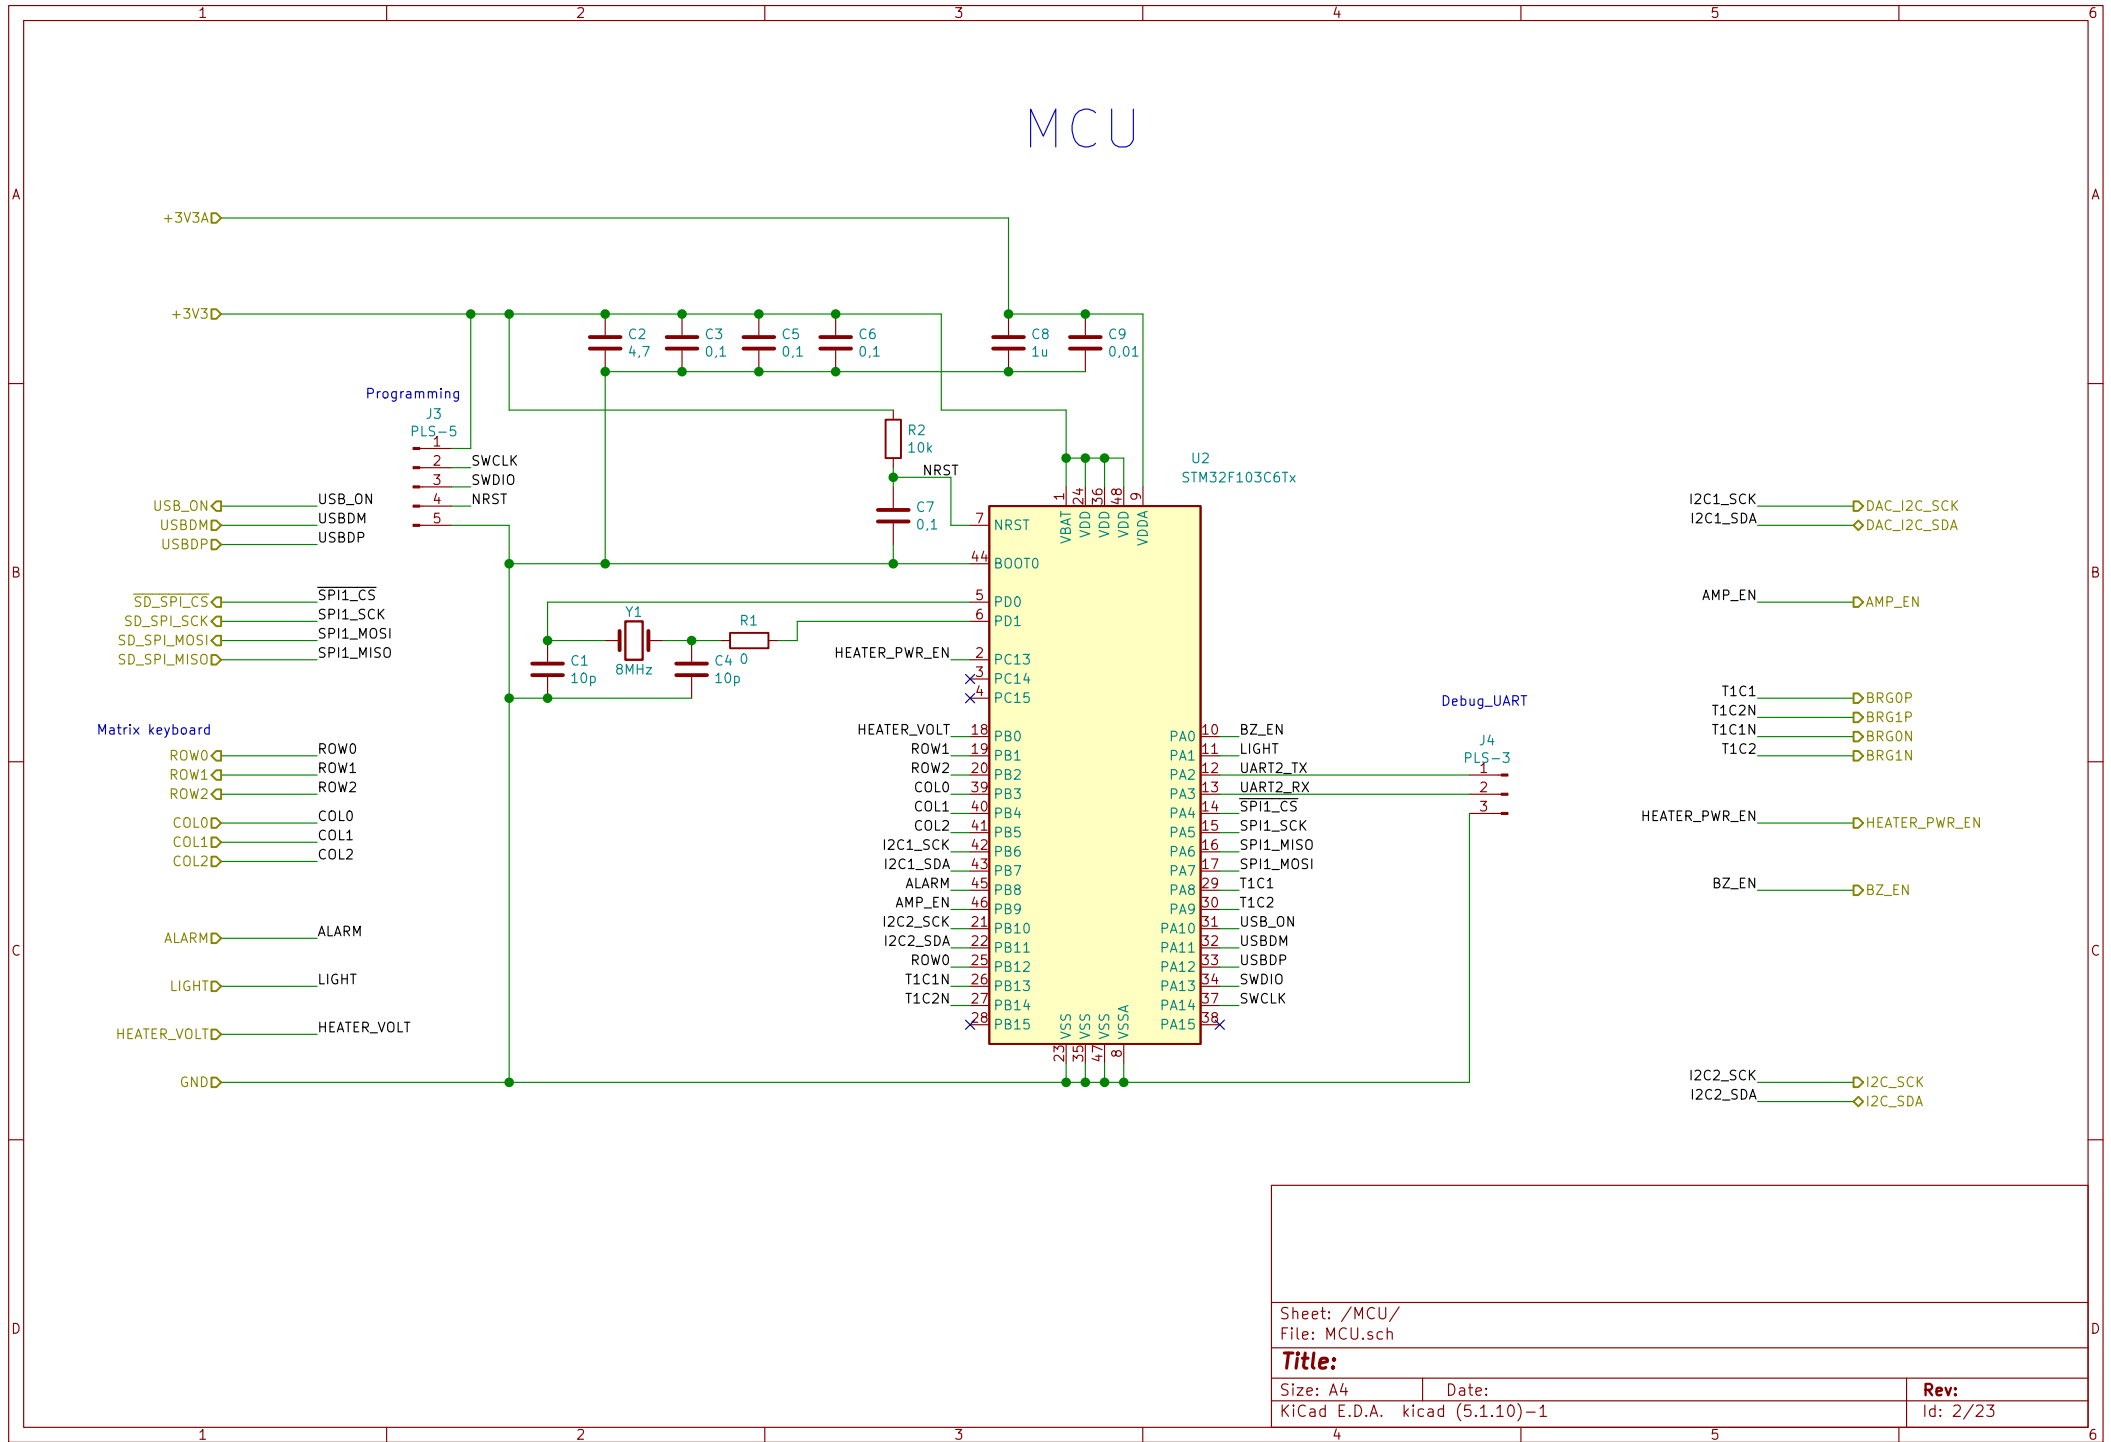 1 2 3 4 5 6
MCU
A A
+3V3A
+3V3
C2
4,7
C3
0,1
C5
0,1
C6
0,1
C8
1u
C9
0,01
Programming
J3
PLS-5
1
2 SWCLK
3 SWDIO
4 NRST
5
R2
10k
NRST
C7
0,1
U2
STM32F103C6Tx
1 24 36 48 9
VBAT VDD VDD VDD VDDA
7 NRST
44 BOOT0
5 PD0
6 PD1
2 PC13
3 PC14
4 PC15
HEATER_PWR_EN
Y1
8MHz
R1
0
C1
10p
C4
10p
USB_ON USB_ON
USBDM USBDM
USBDP USBDP
B B
SD_SPI_CS SPI1_CS
SD_SPI_SCK SPI1_SCK
SD_SPI_MOSI SPI1_MOSI
SD_SPI_MISO SPI1_MISO
Matrix keyboard
ROW0 ROW0
ROW1 ROW1
ROW2 ROW2
COL0 COL0
COL1 COL1
COL2 COL2
ALARM ALARM
LIGHT LIGHT
HEATER_VOLT HEATER_VOLT
GND
HEATER_VOLT 18 PB0
ROW1 19 PB1
ROW2 20 PB2
COL0 39 PB3
COL1 40 PB4
COL2 41 PB5
I2C1_SCK 42 PB6
I2C1_SDA 43 PB7
ALARM 45 PB8
AMP_EN 46 PB9
I2C2_SCK 21 PB10
I2C2_SDA 22 PB11
ROW0 25 PB12
T1C1N 26 PB13
T1C2N 27 PB14
28 PB15
PA0 10 BZ_EN
PA1 11 LIGHT
PA2 12 UART2_TX
PA3 13 UART2_RX
PA4 14 SPI1_CS
PA5 15 SPI1_SCK
PA6 16 SPI1_MISO
PA7 17 SPI1_MOSI
PA8 29 T1C1
PA9 30 T1C2
PA10 31 USB_ON
PA11 32 USBDM
PA12 33 USBDP
PA13 34 SWDIO
PA14 37 SWCLK
PA15 38
VSS VSS VSS VSSA
23 35 47 8
Debug_UART
J4
PLS-3
1
2
3
I2C1_SCK DAC_I2C_SCK
I2C1_SDA DAC_I2C_SDA
AMP_EN AMP_EN
T1C1 BRG0P
T1C2N BRG1P
T1C1N BRG0N
T1C2 BRG1N
HEATER_PWR_EN HEATER_PWR_EN
BZ_EN BZ_EN
C C
I2C2_SCK I2C_SCK
I2C2_SDA I2C_SDA
D D
Sheet: /MCU/
File: MCU.sch
Title:
Size: A4 Date: Rev:
KiCad E.D.A. kicad (5.1.10)-1 Id: 2/23
1 2 3 4 5 6